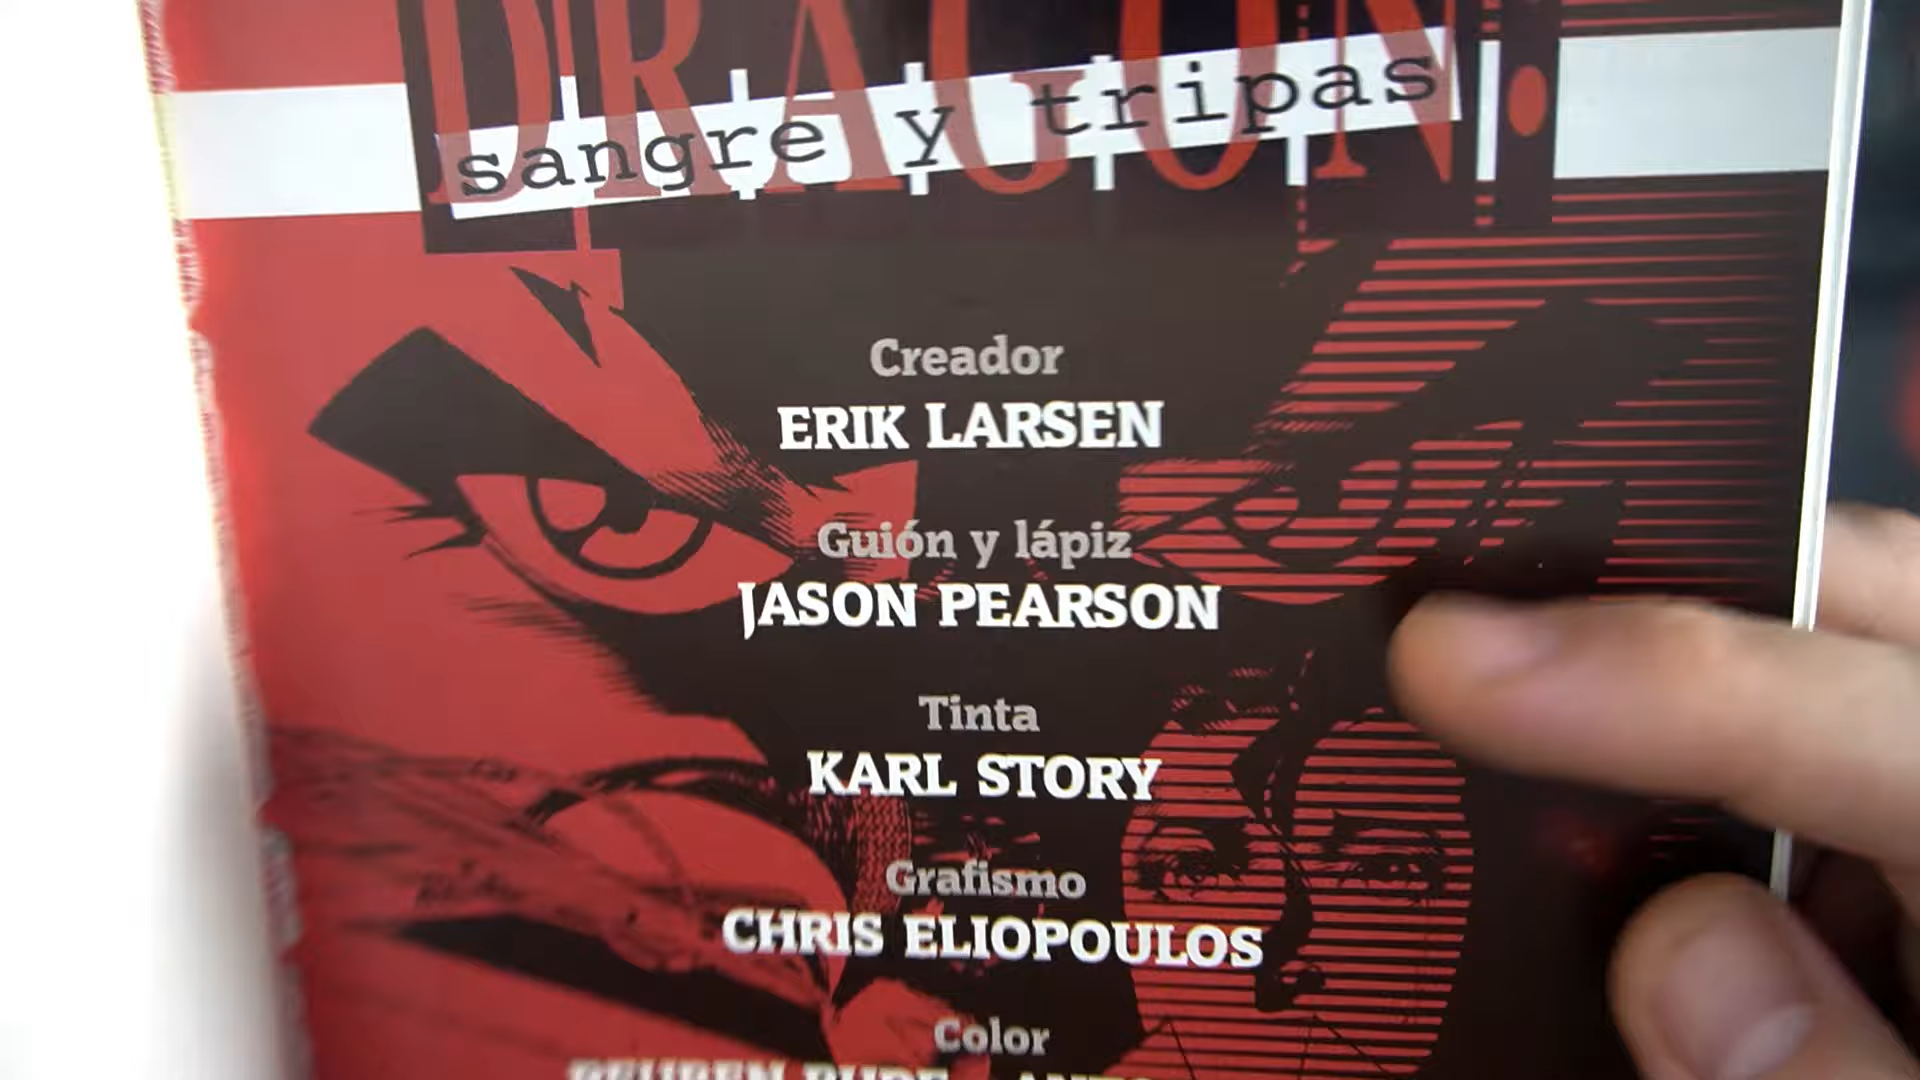 DRAGON:
sangre y tripas
Creador
ERIK LARSEN
Guión y lápiz
JASON PEARSON
Tinta
KARL STORY
Grafismo
CHRIS ELIOPOULOS
Color